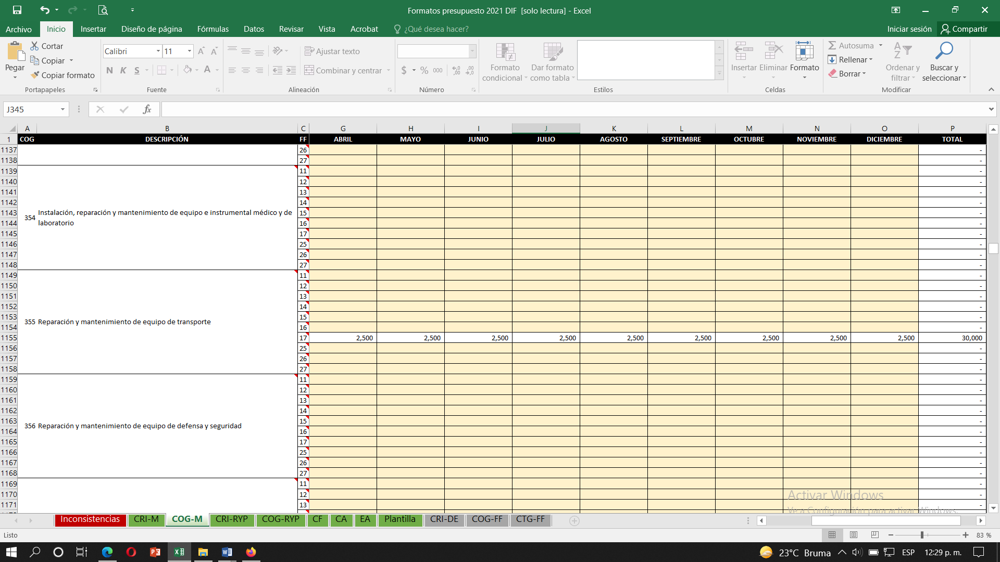 Formatos presupuesto 2021 DIF [solo lectura] - Excel
Archivo Inicio Insertar Diseño de página Fórmulas Datos Revisar Vista Acrobat ¿Qué desea hacer? Iniciar sesión Compartir
Pegar Cortar Copiar Copiar formato Portapapeles
Calibri 11 N K S A Fuente
Ajustar texto Combinar y centrar Alineación
$ % 000 Número
Formato condicional Dar formato como tabla Estilos
Insertar Eliminar Formato Celdas
Autosuma Rellenar Borrar Ordenar y filtrar Buscar y seleccionar Modificar
J345 fx
A B C G H I J K L M N O P
1 COG DESCRIPCIÓN FF ABRIL MAYO JUNIO JULIO AGOSTO SEPTIEMBRE OCTUBRE NOVIEMBRE DICIEMBRE TOTAL
1137 26 -
1138 27 -
1139 11 -
1140 12 -
1141 13 -
1142 14 -
1143 15 -
354 Instalación, reparación y mantenimiento de equipo e instrumental médico y de
laboratorio
1144 16 -
1145 17 -
1146 25 -
1147 26 -
1148 27 -
1149 11 -
1150 12 -
1151 13 -
1152 14 -
1153 15 -
355 Reparación y mantenimiento de equipo de transporte
1154 16 -
1155 17 2,500 2,500 2,500 2,500 2,500 2,500 2,500 2,500 2,500 30,000
1156 25 -
1157 26 -
1158 27 -
1159 11 -
1160 12 -
1161 13 -
1162 14 -
1163 15 -
356 Reparación y mantenimiento de equipo de defensa y seguridad
1164 16 -
1165 17 -
1166 25 -
1167 26 -
1168 27 -
1169 11 -
1170 12 -
1171 13 -
Activar Windows
Ve a Configuración para activar Windows.
Inconsistencias CRI-M COG-M CRI-RYP COG-RYP CF CA EA Plantilla CRI-DE COG-FF CTG-FF
Listo 83 %
23°C Bruma ESP 12:29 p. m.